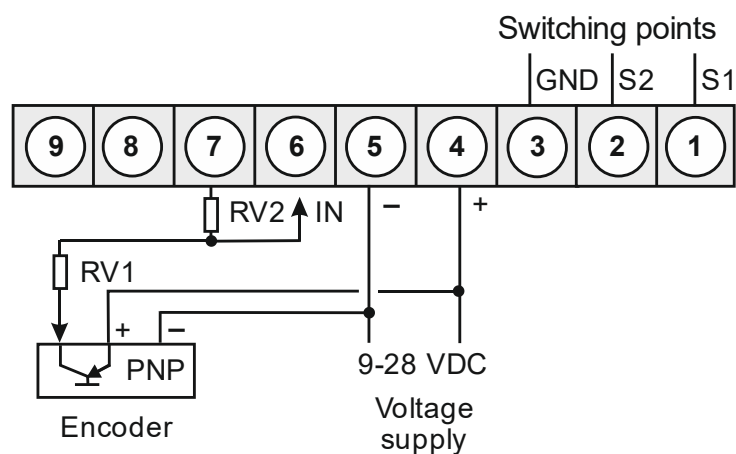 Switching points
GND S2 S1
9 8 7 6 5 4 3 2 1
RV2 IN – +
RV1
+ –
PNP
9-28 VDC
Encoder
Voltage
supply